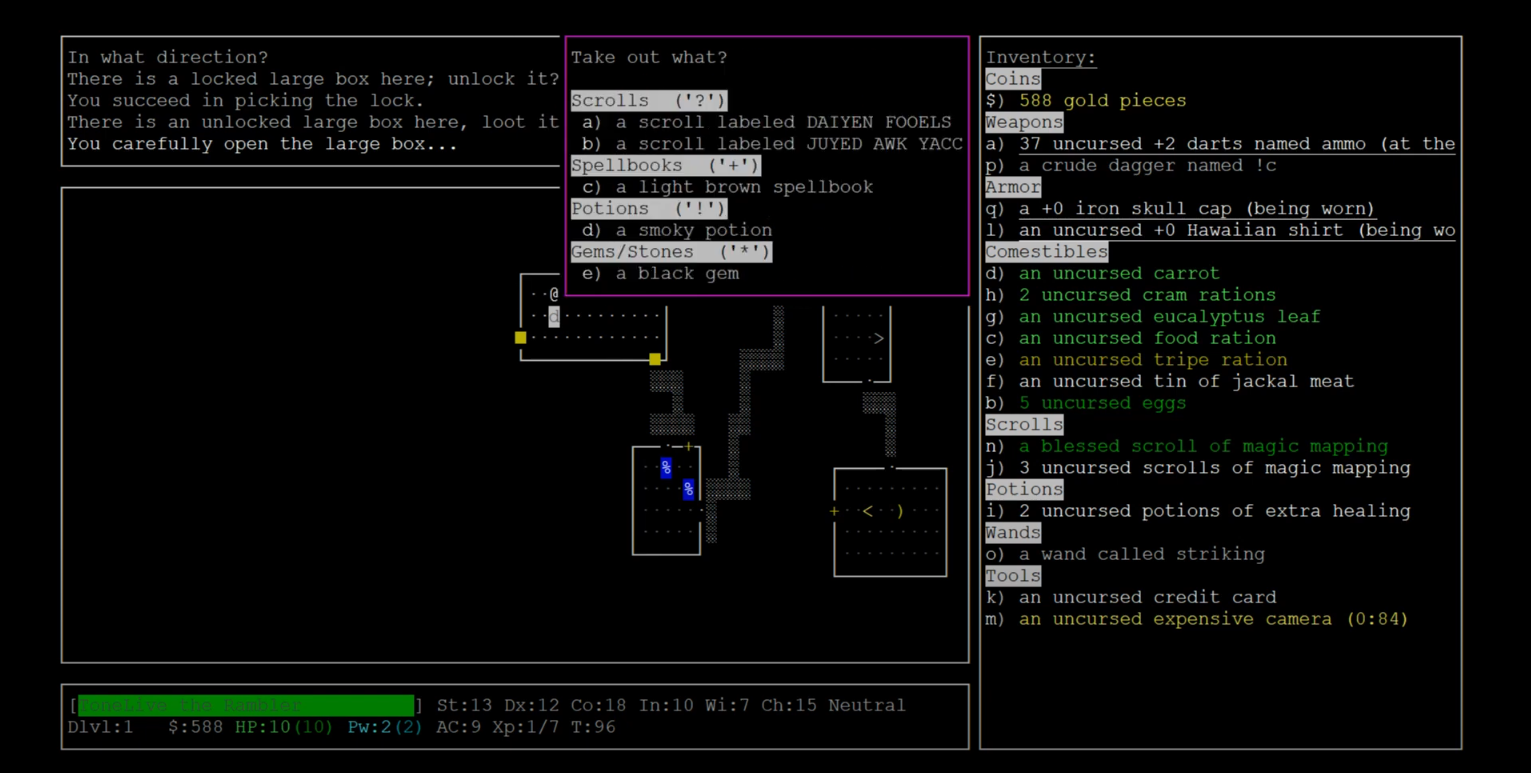 In what direction?
There is a locked large box here; unlock it?
You succeed in picking the lock.
There is an unlocked large box here, loot it
You carefully open the large box...
Take out what?
Scrolls ('?')
a) a scroll labeled DAIYEN FOOELS
b) a scroll labeled JUYED AWK YACC
Spellbooks ('+')
c) a light brown spellbook
Potions ('!')
d) a smoky potion
Gems/Stones ('*')
e) a black gem
@
d
>
+
%
%
+ < )
[ToneLive the Rambler ] St:13 Dx:12 Co:18 In:10 Wi:7 Ch:15 Neutral
Dlvl:1 $:588 HP:10(10) Pw:2(2) AC:9 Xp:1/7 T:96
Inventory:
Coins
$) 588 gold pieces
Weapons
a) 37 uncursed +2 darts named ammo (at the
p) a crude dagger named !c
Armor
q) a +0 iron skull cap (being worn)
l) an uncursed +0 Hawaiian shirt (being wo
Comestibles
d) an uncursed carrot
h) 2 uncursed cram rations
g) an uncursed eucalyptus leaf
c) an uncursed food ration
e) an uncursed tripe ration
f) an uncursed tin of jackal meat
b) 5 uncursed eggs
Scrolls
n) a blessed scroll of magic mapping
j) 3 uncursed scrolls of magic mapping
Potions
i) 2 uncursed potions of extra healing
Wands
o) a wand called striking
Tools
k) an uncursed credit card
m) an uncursed expensive camera (0:84)